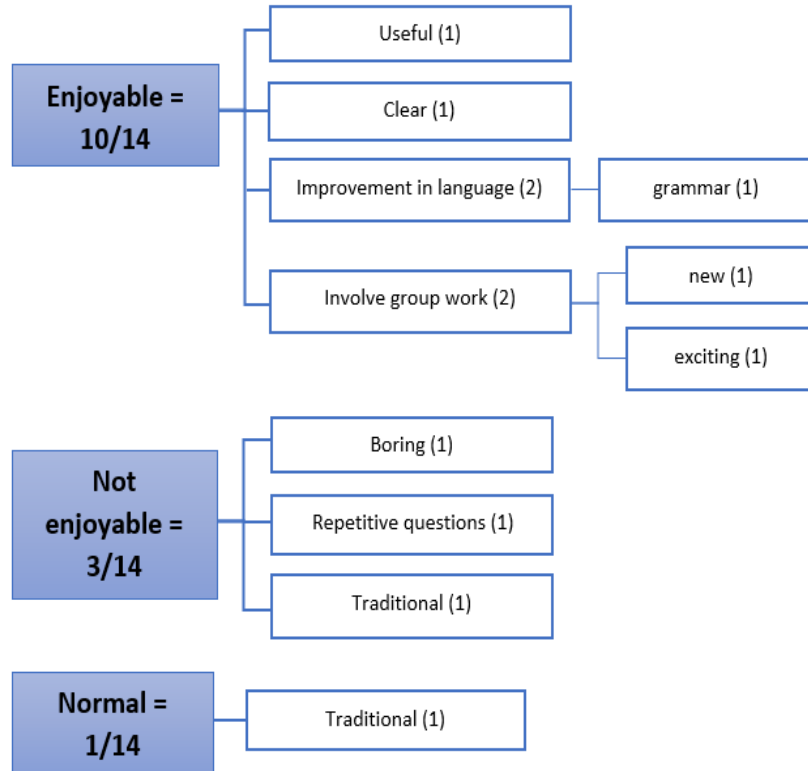 Enjoyable =
10/14
Useful (1)
Clear (1)
Improvement in language (2)
grammar (1)
Involve group work (2)
new (1)
exciting (1)
Not
enjoyable =
3/14
Boring (1)
Repetitive questions (1)
Traditional (1)
Normal =
1/14
Traditional (1)